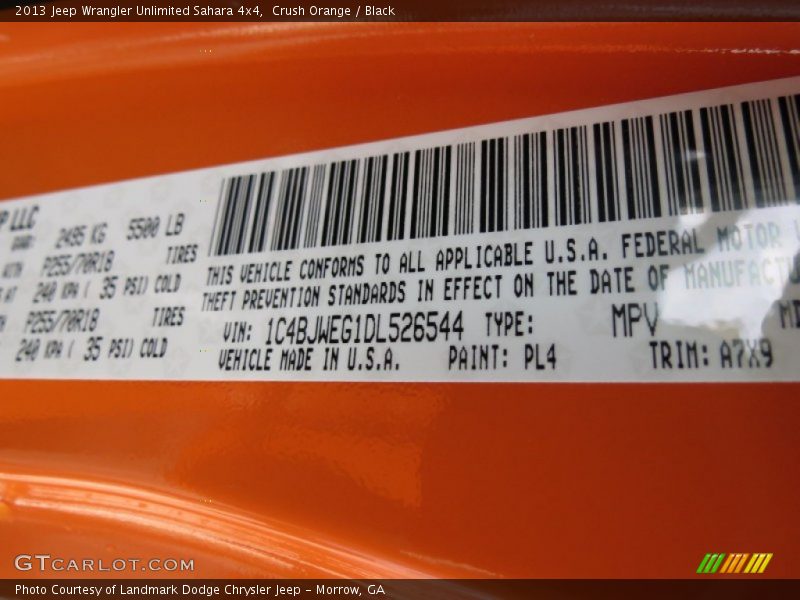 2013 Jeep Wrangler Unlimited Sahara 4x4, Crush Orange / Black
P LLC
2495 KG 5500 LB
WITH P255/70R18 TIRES
AT 240 KPA ( 35 PSI) COLD
P255/70R18 TIRES
240 KPA ( 35 PSI) COLD
THIS VEHICLE CONFORMS TO ALL APPLICABLE U.S.A. FEDERAL MOTOR
THEFT PREVENTION STANDARDS IN EFFECT ON THE DATE OF MANUFACTU
VIN: 1C4BJWEG1DL526544 TYPE: MPV
VEHICLE MADE IN U.S.A. PAINT: PL4 TRIM: A7X9
GTCARLOT.COM
Photo Courtesy of Landmark Dodge Chrysler Jeep - Morrow, GA